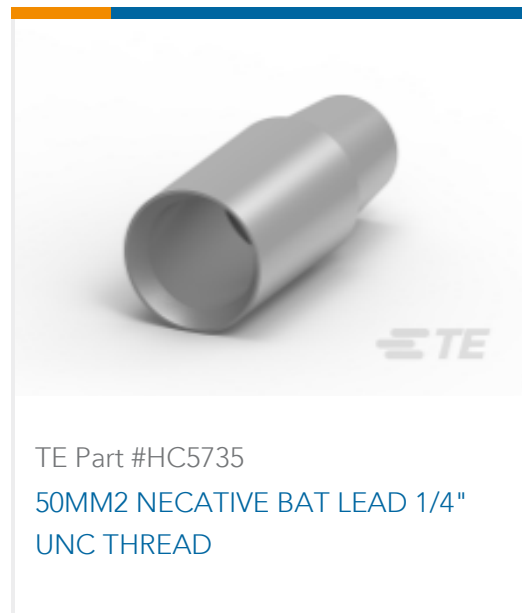 TE
TE Part #HC5735
50MM2 NECATIVE BAT LEAD 1/4"
UNC THREAD